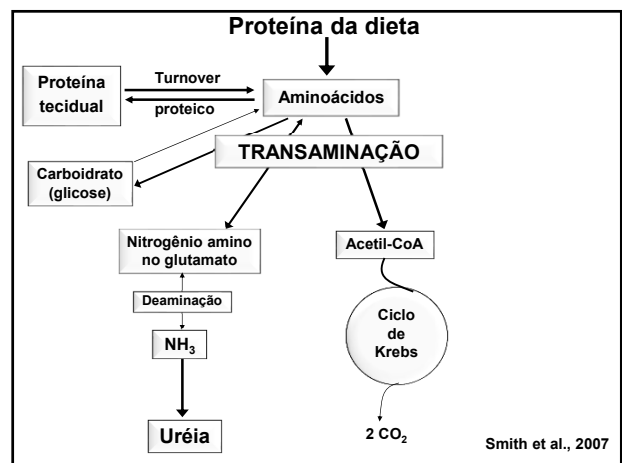 Proteína da dieta
Turnover
Proteína
tecidual
proteico
Aminoácidos
TRANSAMINAÇÃO
Carboidrato
(glicose)
Nitrogênio amino
no glutamato
Acetil-CoA
Deaminação
Ciclo
de
Krebs
NH₃
Uréia
2 CO₂
Smith et al., 2007